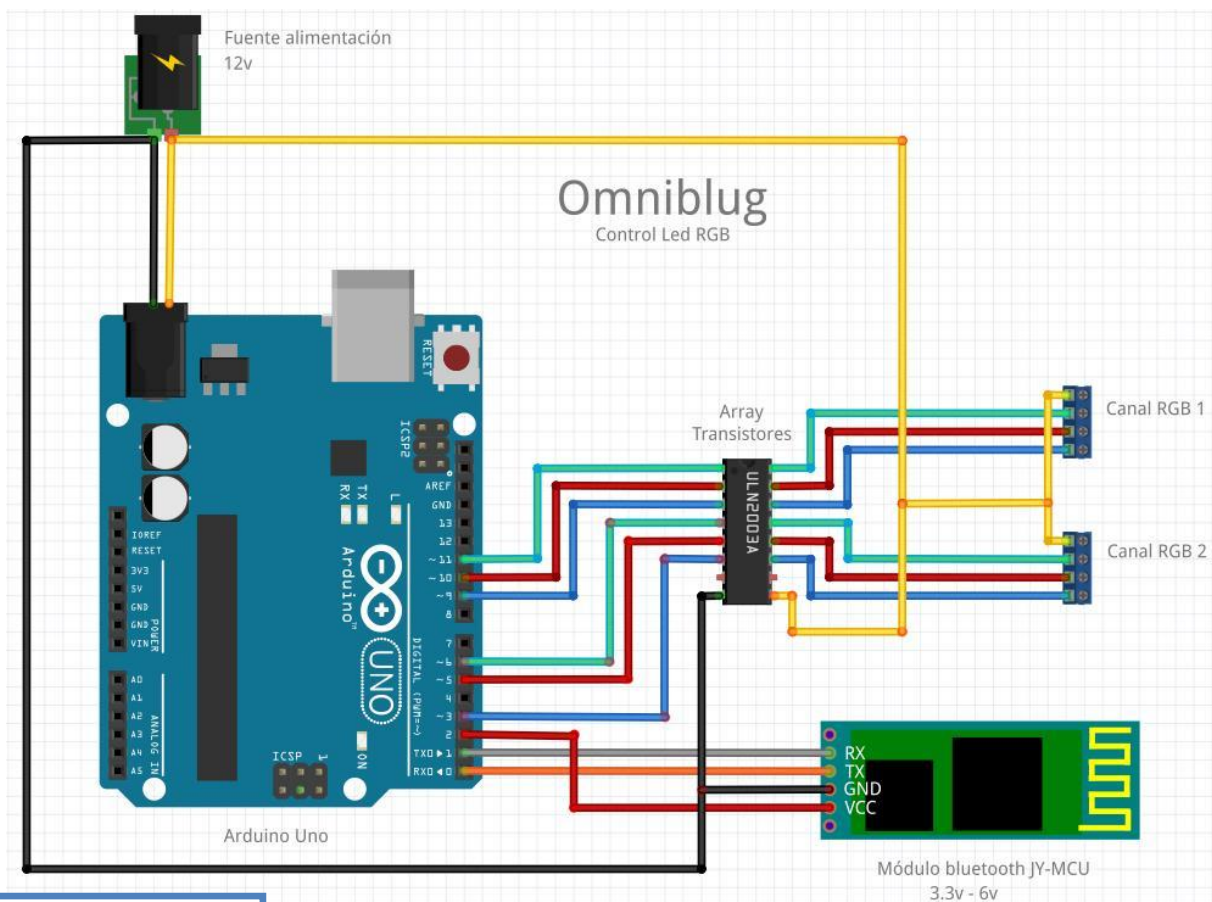 Fuente alimentación
12v
Omniblug
Control Led RGB
RESET
ICSP2
AREF
GND
13
12
~11
~10
~9
8
7
~6
~5
4
~3
2
TX0►1
RX0◄0
DIGITAL (PWM=~)
RX
TX
L
Arduino™
UNO
ON
ICSP
1
IOREF
RESET
3V3
5V
GND
GND
VIN
POWER
A0
A1
A2
A3
A4
A5
ANALOG IN
Arduino Uno
Array
Transistores
ULN2003A
Canal RGB 1
Canal RGB 2
RX
TX
GND
VCC
Módulo bluetooth JY-MCU
3.3v - 6v